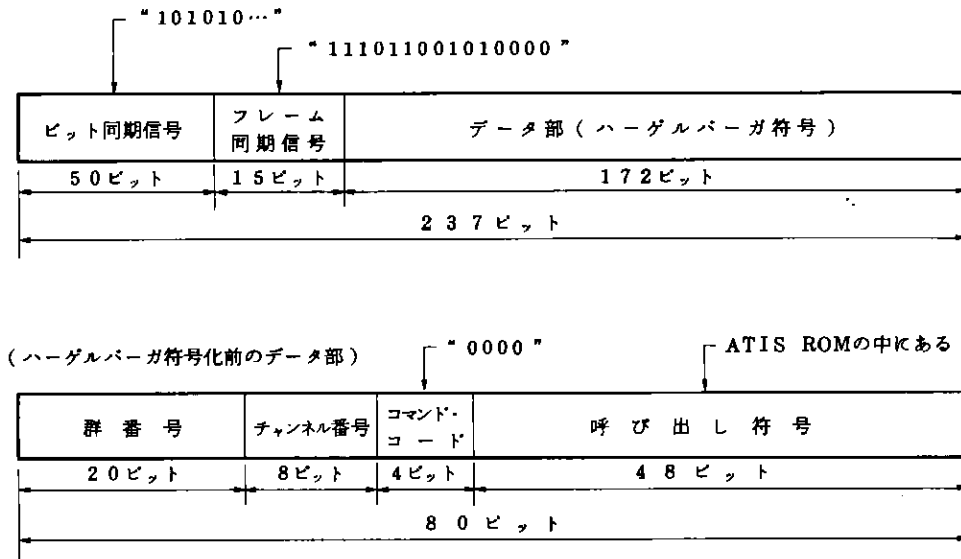 "101010…"
"111011001010000"
ビット同期信号
フレーム
同期信号
データ部(ハーゲルバーガ符号)
50ビット
15ビット
172ビット
237ビット
(ハーゲルバーガ符号化前のデータ部)
"0000"
ATIS ROMの中にある
群番号
チャンネル番号
コマンド・
コード
呼び出し符号
20ビット
8ビット
4ビット
48ビット
80ビット